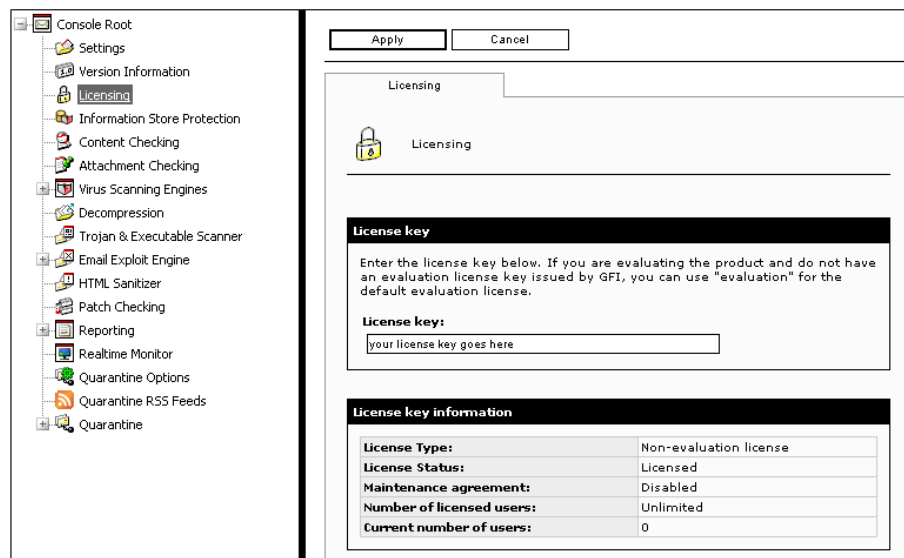 Console Root
Settings
Version Information
Licensing
Information Store Protection
Content Checking
Attachment Checking
Virus Scanning Engines
Decompression
Trojan & Executable Scanner
Email Exploit Engine
HTML Sanitizer
Patch Checking
Reporting
Realtime Monitor
Quarantine Options
Quarantine RSS Feeds
Quarantine
Apply Cancel
Licensing
Licensing
License key
Enter the license key below. If you are evaluating the product and do not have
an evaluation license key issued by GFI, you can use "evaluation" for the
default evaluation license.
License key:
your license key goes here
License key information
License Type: Non-evaluation license
License Status: Licensed
Maintenance agreement: Disabled
Number of licensed users: Unlimited
Current number of users: 0